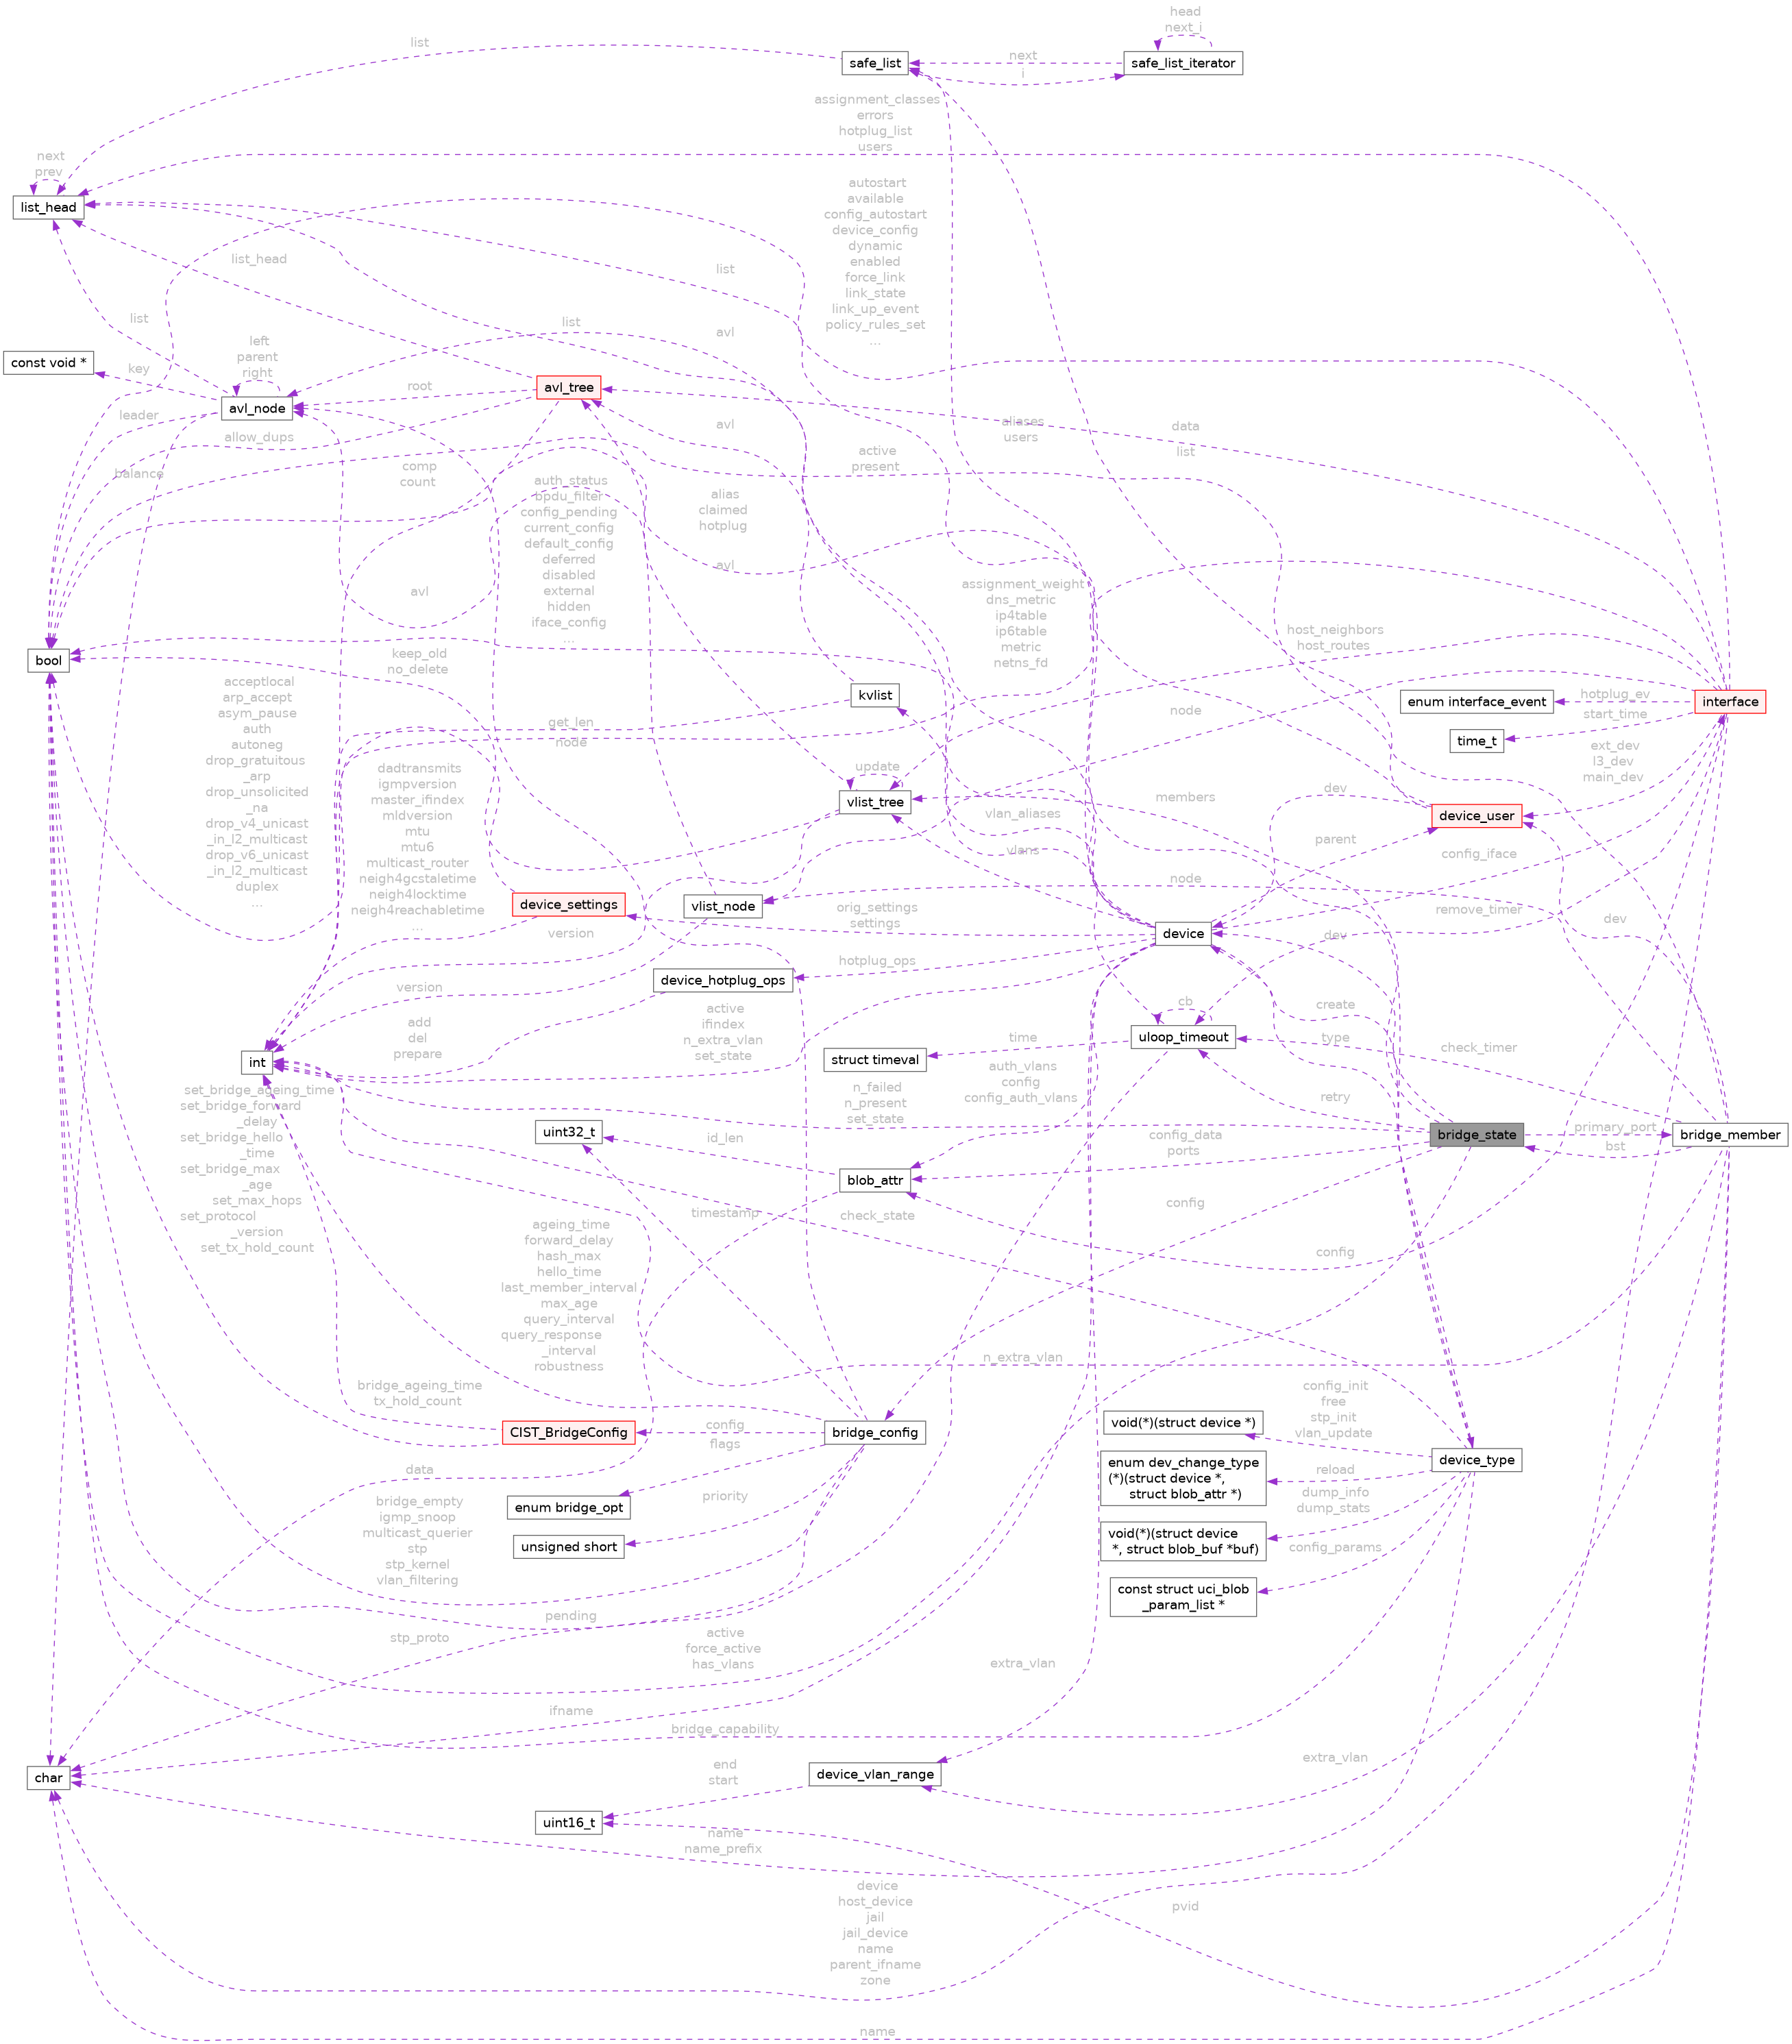 head
next_i
list
safe_list
next
i
safe_list_iterator
assignment_classes
errors
hotplug_list
users
next
prev
list_head
autostart
available
config_autostart
device_config
dynamic
enabled
force_link
link_state
link_up_event
policy_rules_set
...
list_head
list
list
list
avl
left
parent
right
const void *
key
avl_node
root
avl_tree
leader
allow_dups
avl
aliases
users
data
list
balance
comp
count
active
present
auth_status
bpdu_filter
config_pending
current_config
default_config
deferred
disabled
external
hidden
iface_config
...
alias
claimed
hotplug
avl
avl
assignment_weight
dns_metric
ip4table
ip6table
metric
netns_fd
host_neighbors
host_routes
bool
keep_old
no_delete
acceptlocal
arp_accept
asym_pause
auth
autoneg
drop_gratuitous
_arp
drop_unsolicited
_na
drop_v4_unicast
_in_l2_multicast
drop_v6_unicast
_in_l2_multicast
duplex
...
kvlist
enum interface_event
hotplug_ev
interface
start_time
time_t
get_len
node
node
ext_dev
l3_dev
main_dev
update
vlist_tree
dadtransmits
igmpversion
master_ifindex
mldversion
mtu
mtu6
multicast_router
neigh4gcstaletime
neigh4locktime
neigh4reachabletime
...
members
dev
device_user
vlan_aliases
vlans
parent
config_iface
node
device_settings
vlist_node
orig_settings
settings
version
device
remove_timer
dev
dev
hotplug_ops
device_hotplug_ops
version
add
del
prepare
active
ifindex
n_extra_vlan
set_state
cb
create
type
uloop_timeout
time
struct timeval
check_timer
int
auth_vlans
config
config_auth_vlans
n_failed
n_present
set_state
retry
set_bridge_ageing_time
set_bridge_forward
_delay
set_bridge_hello
_time
set_bridge_max
_age
set_max_hops
set_protocol
_version
set_tx_hold_count
uint32_t
id_len
config_data
ports
bridge_state
primary_port
bst
bridge_member
blob_attr
timestamp
check_state
config
config
ageing_time
forward_delay
hash_max
hello_time
last_member_interval
max_age
query_interval
query_response
_interval
robustness
n_extra_vlan
bridge_ageing_time
tx_hold_count
CIST_BridgeConfig
config
flags
bridge_config
config_init
free
stp_init
vlan_update
void(*)(struct device *)
device_type
data
enum dev_change_type
(*)(struct device *,
struct blob_attr *)
reload
dump_info
dump_stats
enum bridge_opt
priority
unsigned short
void(*)(struct device
*, struct blob_buf *buf)
config_params
bridge_empty
igmp_snoop
multicast_querier
stp
stp_kernel
vlan_filtering
const struct uci_blob
_param_list *
pending
stp_proto
active
force_active
has_vlans
extra_vlan
ifname
bridge_capability
char
end
start
device_vlan_range
extra_vlan
uint16_t
name
name_prefix
device
host_device
jail
jail_device
name
parent_ifname
zone
pvid
name